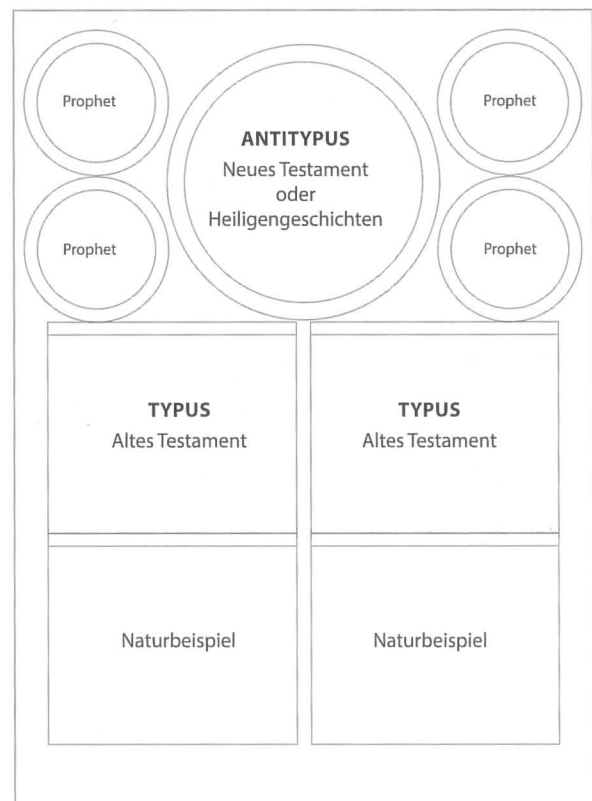 Prophet
Prophet
ANTITYPUS
Neues Testament
oder
Heiligengeschichten
Prophet
Prophet
TYPUS
Altes Testament
TYPUS
Altes Testament
Naturbeispiel
Naturbeispiel